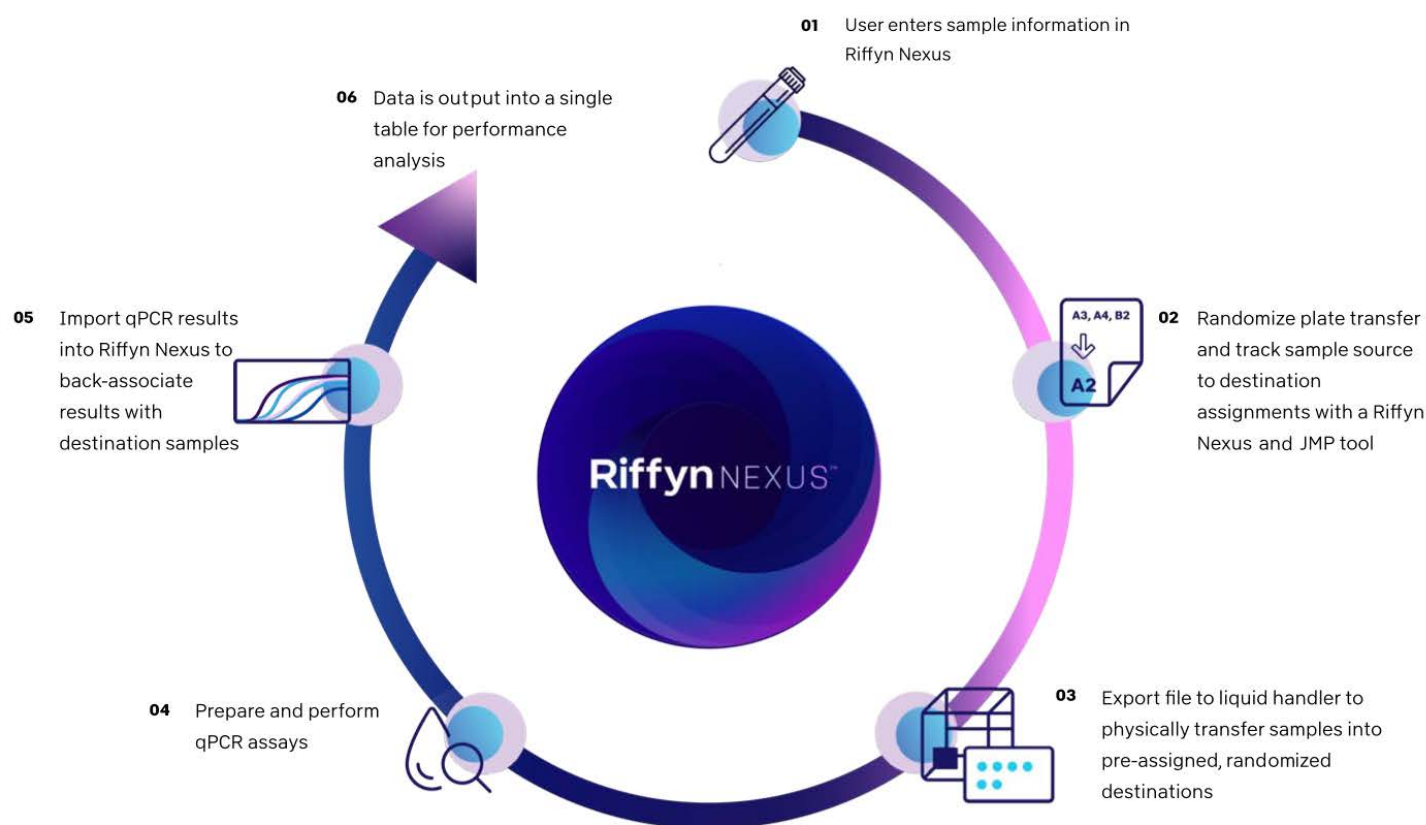 01 User enters sample information in
Riffyn Nexus
A3, A4, B2
A2
02 Randomize plate transfer
and track sample source
to destination
assignments with a Riffyn
Nexus and JMP tool
03 Export file to liquid handler to
physically transfer samples into
pre-assigned, randomized
destinations
04 Prepare and perform
qPCR assays
05 Import qPCR results
into Riffyn Nexus to
back-associate
results with
destination samples
06 Data is output into a single
table for performance
analysis
Riffyn NEXUS™